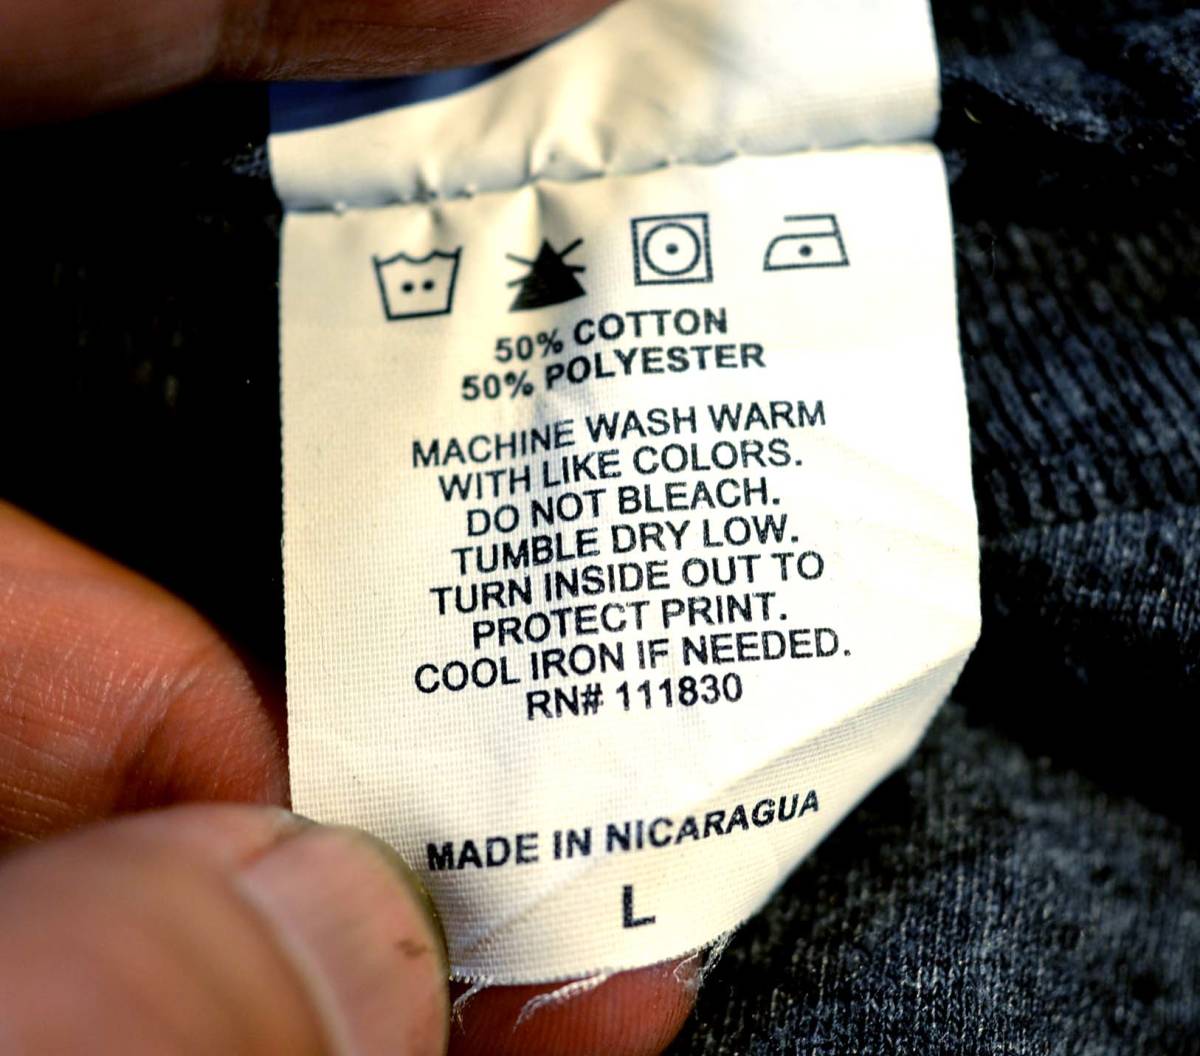 50% COTTON
50% POLYESTER
MACHINE WASH WARM
WITH LIKE COLORS.
DO NOT BLEACH.
TUMBLE DRY LOW.
TURN INSIDE OUT TO
PROTECT PRINT.
COOL IRON IF NEEDED.
RN# 111830
MADE IN NICARAGUA
L